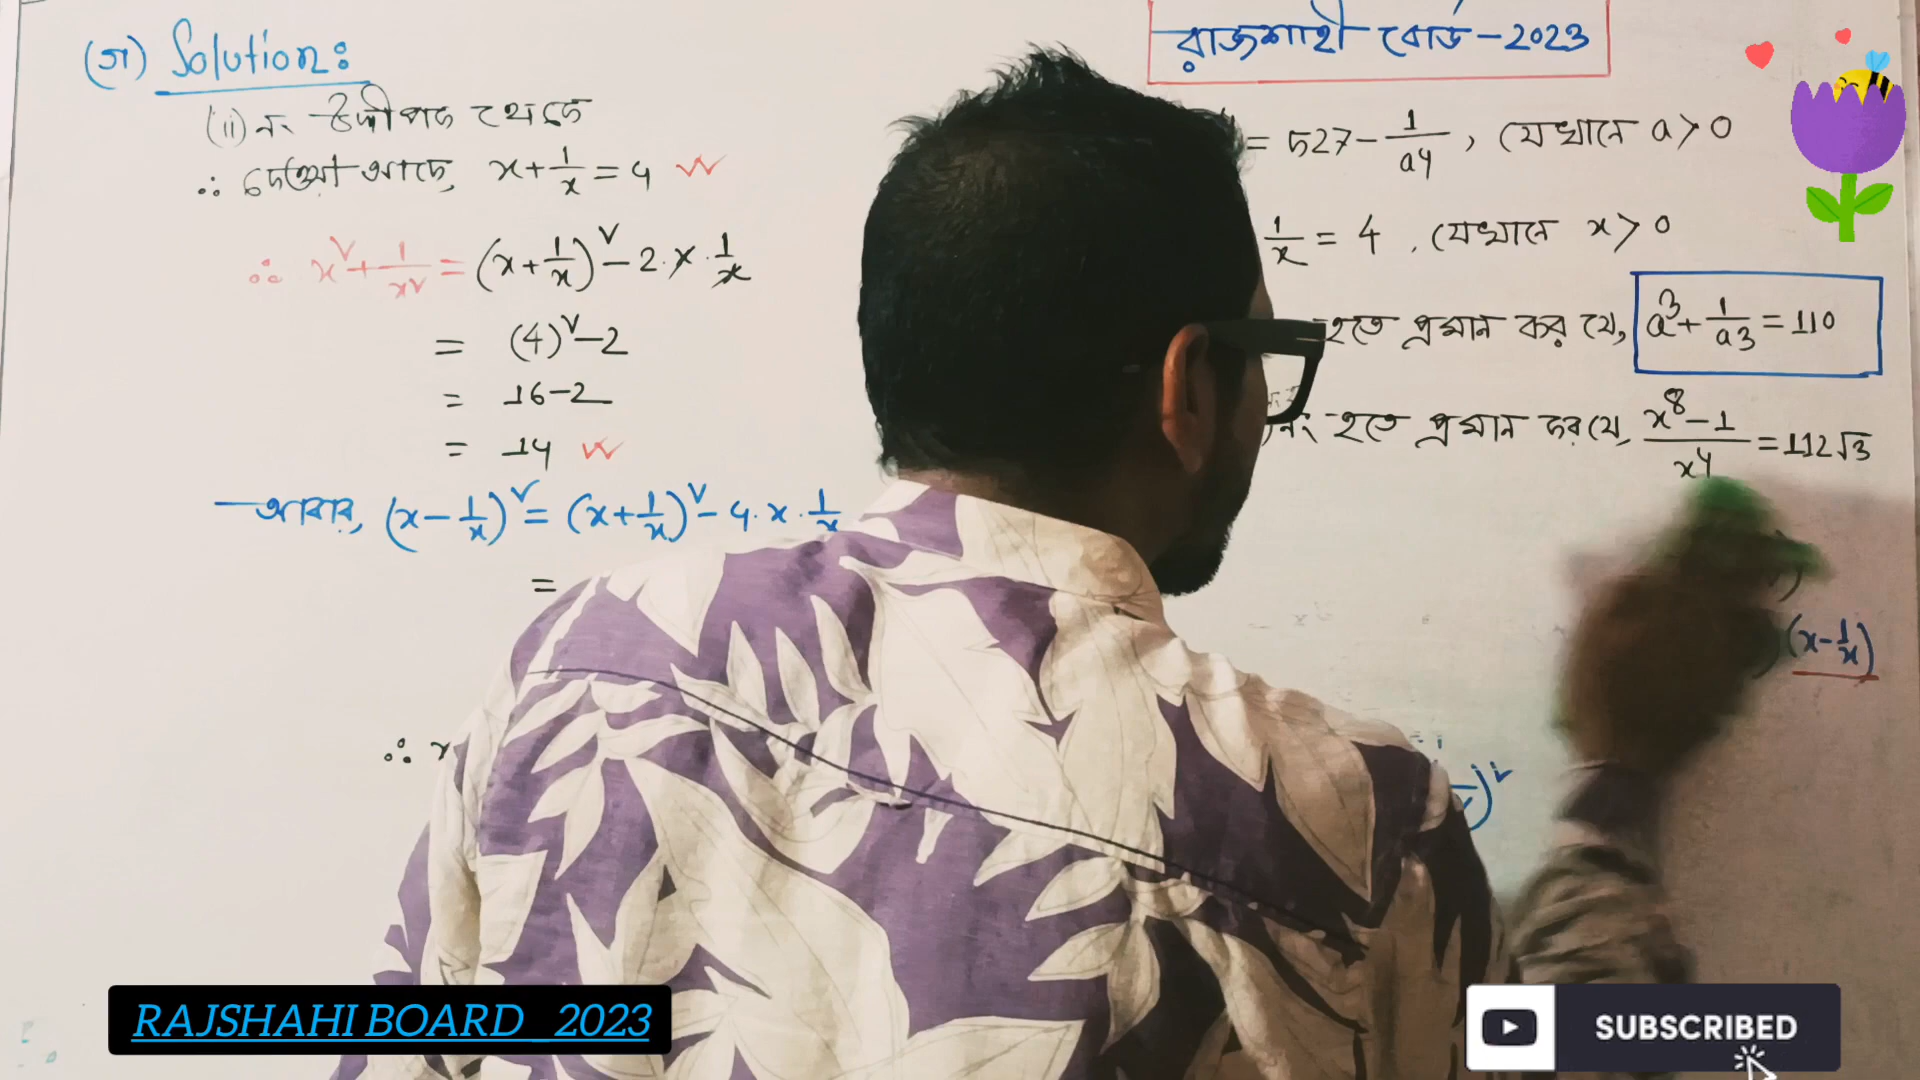 (গ) Solution:
(ii) নং উদ্দীপক থেকে
∴ দেওয়া আছে, x + 1/x = 4
∴ x² + 1/x² = (x + 1/x)² - 2.x.1/x
= (4)² - 2
= 16 - 2
= 14
আবার, (x - 1/x)² = (x + 1/x)² - 4.x.1/x
=
∴ x
রাজশাহী বোর্ড - 2023
= 527 - 1/a4, যেখানে a > 0
1/x = 4, যেখানে x > 0
হতে প্রমান কর যে, a³ + 1/a3 = 110
নং হতে প্রমান কর যে, x⁸ - 1 / x⁴ = 112√3
(x - 1/x)
RAJSHAHI BOARD_2023
SUBSCRIBED